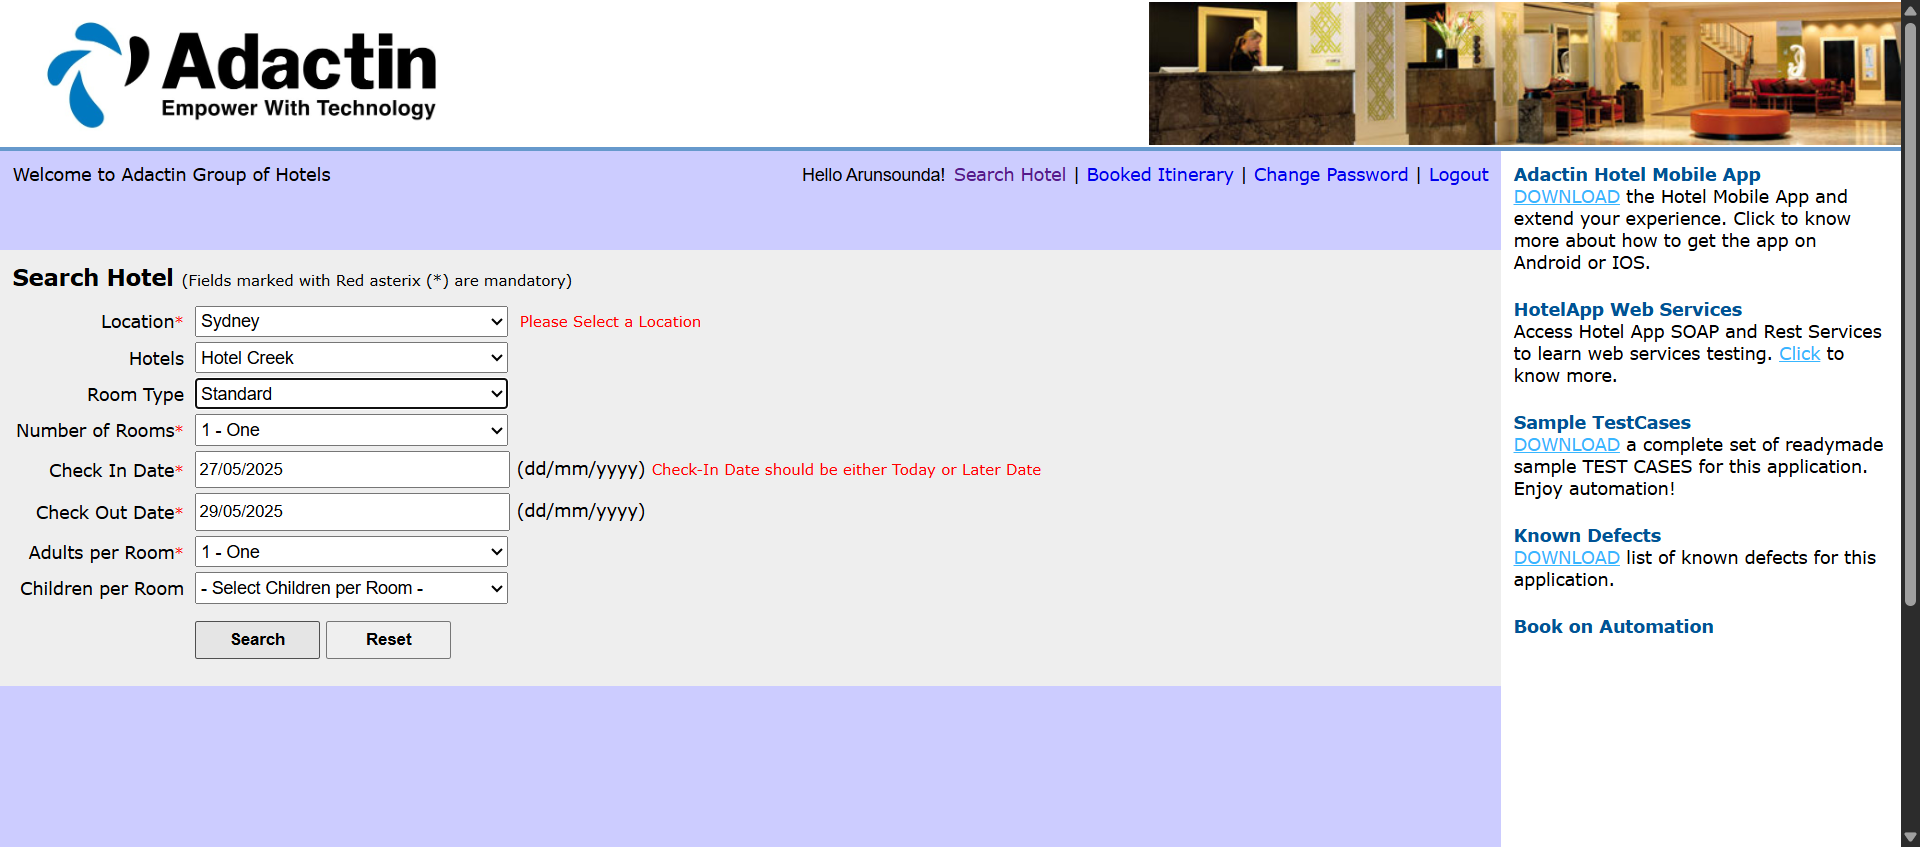 Adactin
Empower With Technology
Welcome to Adactin Group of Hotels
Hello Arunsounda! Search Hotel | Booked Itinerary | Change Password | Logout
Search Hotel (Fields marked with Red asterix (*) are mandatory)
Location* Sydney Please Select a Location
Hotels Hotel Creek
Room Type Standard
Number of Rooms* 1 - One
Check In Date* 27/05/2025 (dd/mm/yyyy) Check-In Date should be either Today or Later Date
Check Out Date* 29/05/2025 (dd/mm/yyyy)
Adults per Room* 1 - One
Children per Room - Select Children per Room -
Search Reset
Adactin Hotel Mobile App
DOWNLOAD the Hotel Mobile App and
extend your experience. Click to know
more about how to get the app on
Android or IOS.
HotelApp Web Services
Access Hotel App SOAP and Rest Services
to learn web services testing. Click to
know more.
Sample TestCases
DOWNLOAD a complete set of readymade
sample TEST CASES for this application.
Enjoy automation!
Known Defects
DOWNLOAD list of known defects for this
application.
Book on Automation